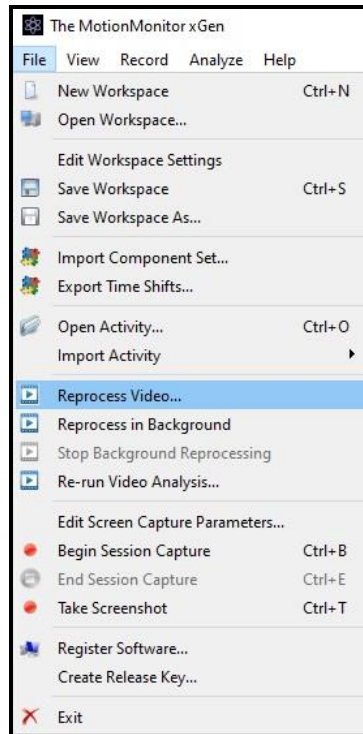 The MotionMonitor xGen
File View Record Analyze Help
New Workspace Ctrl+N
Open Workspace...
Edit Workspace Settings
Save Workspace Ctrl+S
Save Workspace As...
Import Component Set...
Export Time Shifts...
Open Activity... Ctrl+O
Import Activity
Reprocess Video...
Reprocess in Background
Stop Background Reprocessing
Re-run Video Analysis...
Edit Screen Capture Parameters...
Begin Session Capture Ctrl+B
End Session Capture Ctrl+E
Take Screenshot Ctrl+T
Register Software...
Create Release Key...
Exit